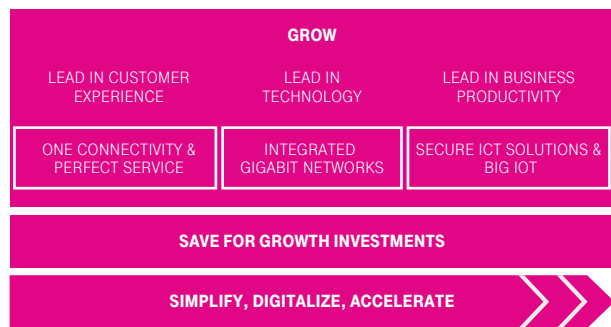 GROW
LEAD IN CUSTOMER
EXPERIENCE
LEAD IN
TECHNOLOGY
LEAD IN BUSINESS
PRODUCTIVITY
ONE CONNECTIVITY &
PERFECT SERVICE
INTEGRATED
GIGABIT NETWORKS
SECURE ICT SOLUTIONS &
BIG IOT
SAVE FOR GROWTH INVESTMENTS
SIMPLIFY, DIGITALIZE, ACCELERATE